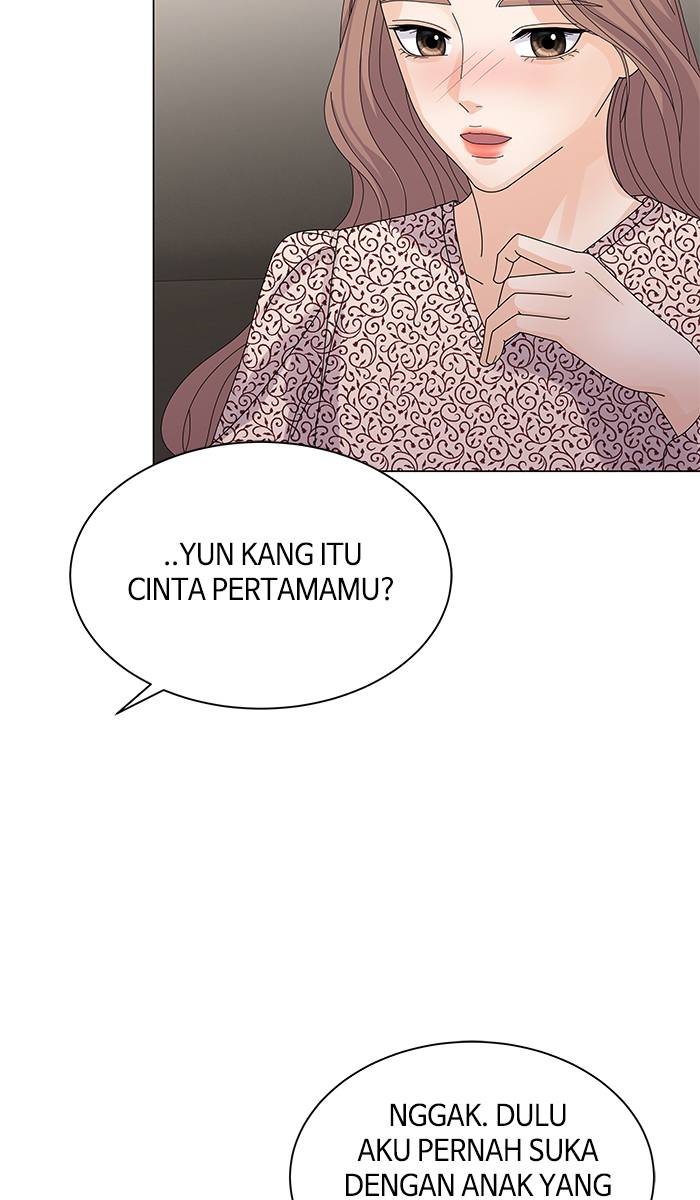 ..YUN KANG ITU
CINTA PERTAMAMU?
NGGAK. DULU
AKU PERNAH SUKA
DENGAN ANAK YANG